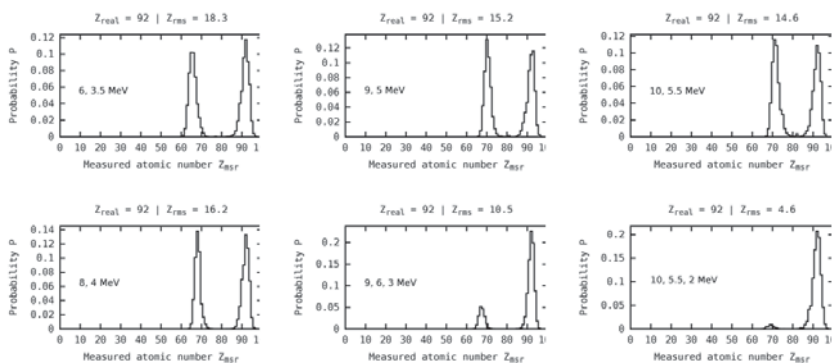 Z_real = 92 | Z_rms = 18.3
Z_real = 92 | Z_rms = 15.2
Z_real = 92 | Z_rms = 14.6
Probability P
0.12
0.1
0.08
0.06
0.04
0.02
0
6, 3.5 MeV
0 10 20 30 40 50 60 70 80 90 1
Measured atomic number Z_msr
Probability P
0.12
0.1
0.08
0.06
0.04
0.02
0
9, 5 MeV
0 10 20 30 40 50 60 70 80 90 10
Measured atomic number Z_msr
Probability P
0.12
0.1
0.08
0.06
0.04
0.02
0
10, 5.5 MeV
0 10 20 30 40 50 60 70 80 90 10
Measured atomic number Z_msr
Z_real = 92 | Z_rms = 16.2
Z_real = 92 | Z_rms = 10.5
Z_real = 92 | Z_rms = 4.6
Probability P
0.14
0.12
0.1
0.08
0.06
0.04
0.02
0
8, 4 MeV
0 10 20 30 40 50 60 70 80 90 1
Measured atomic number Z_msr
Probability P
0.2
0.15
0.1
0.05
0
9, 6, 3 MeV
0 10 20 30 40 50 60 70 80 90 10
Measured atomic number Z_msr
Probability P
0.2
0.15
0.1
0.05
0
10, 5.5, 2 MeV
0 10 20 30 40 50 60 70 80 90 10
Measured atomic number Z_msr